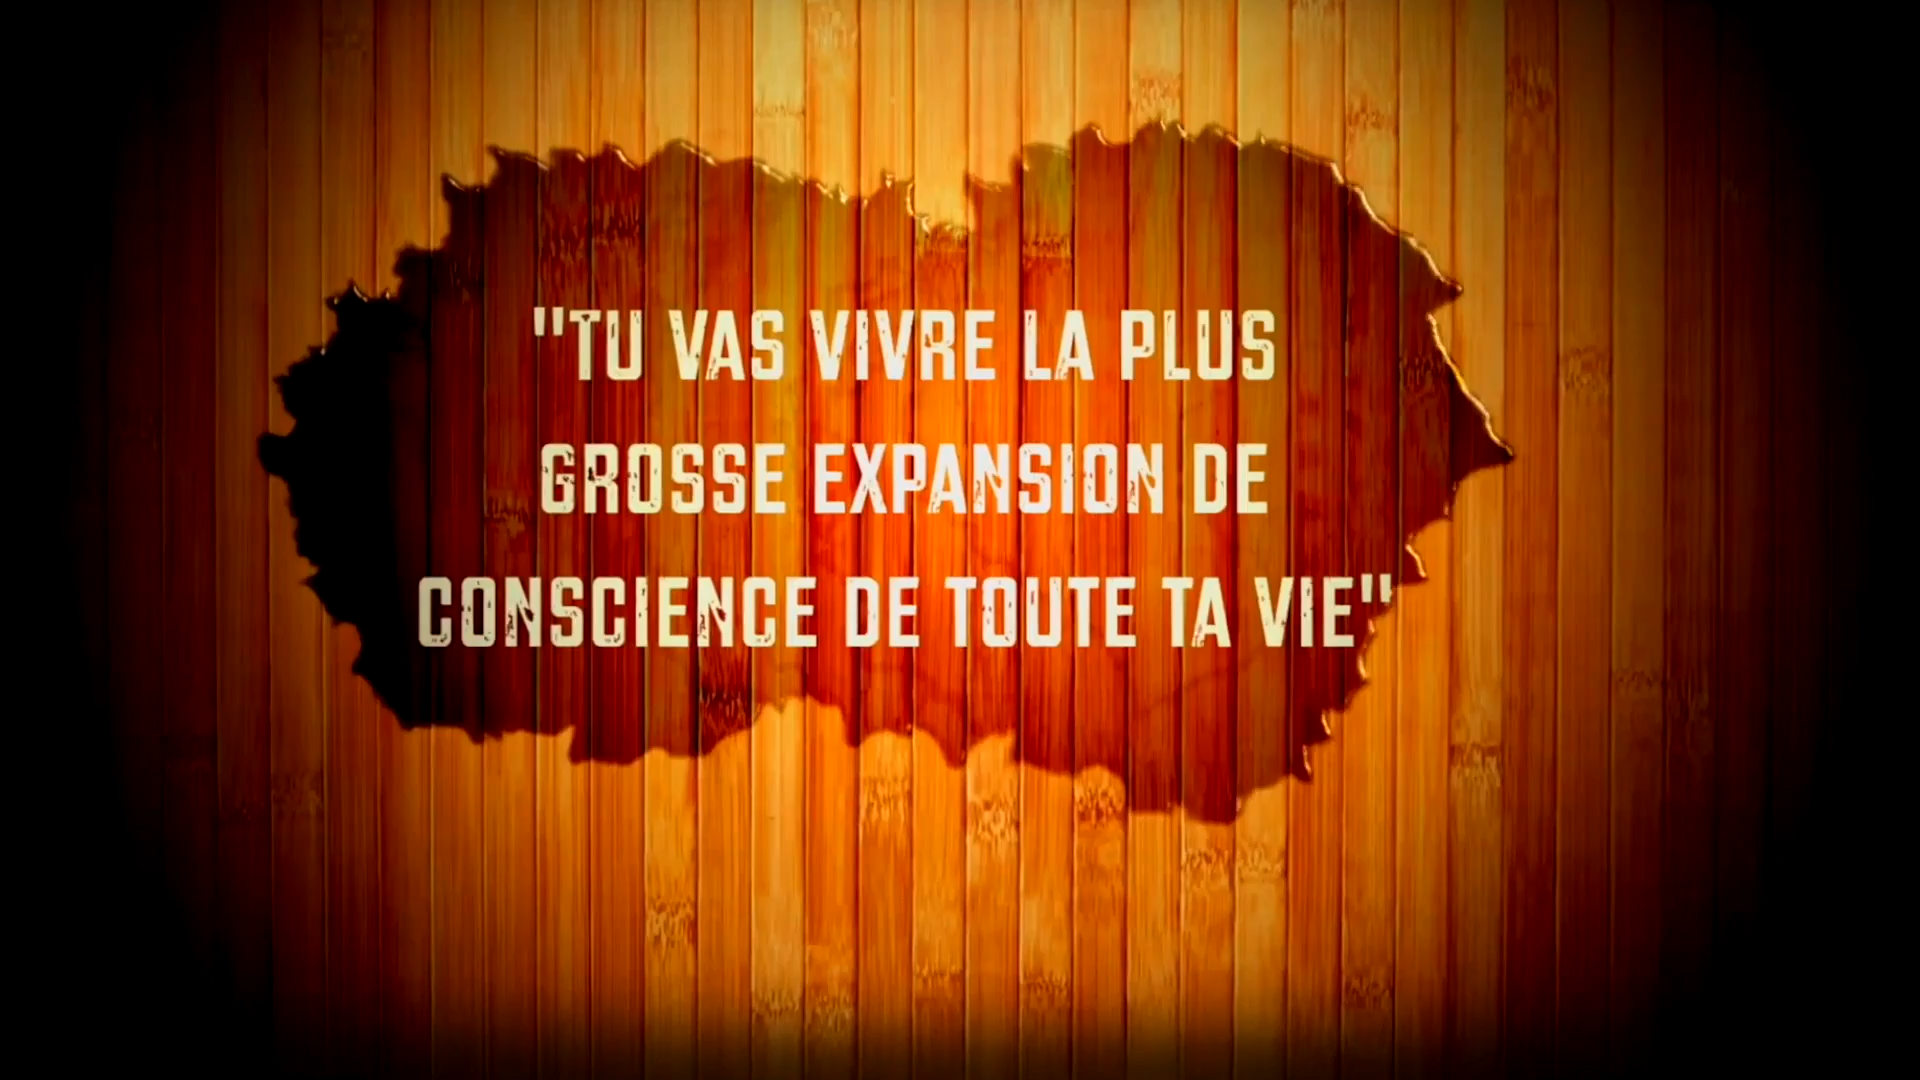 "TU VAS VIVRE LA PLUS
GROSSE EXPANSION DE
CONSCIENCE DE TOUTE TA VIE"